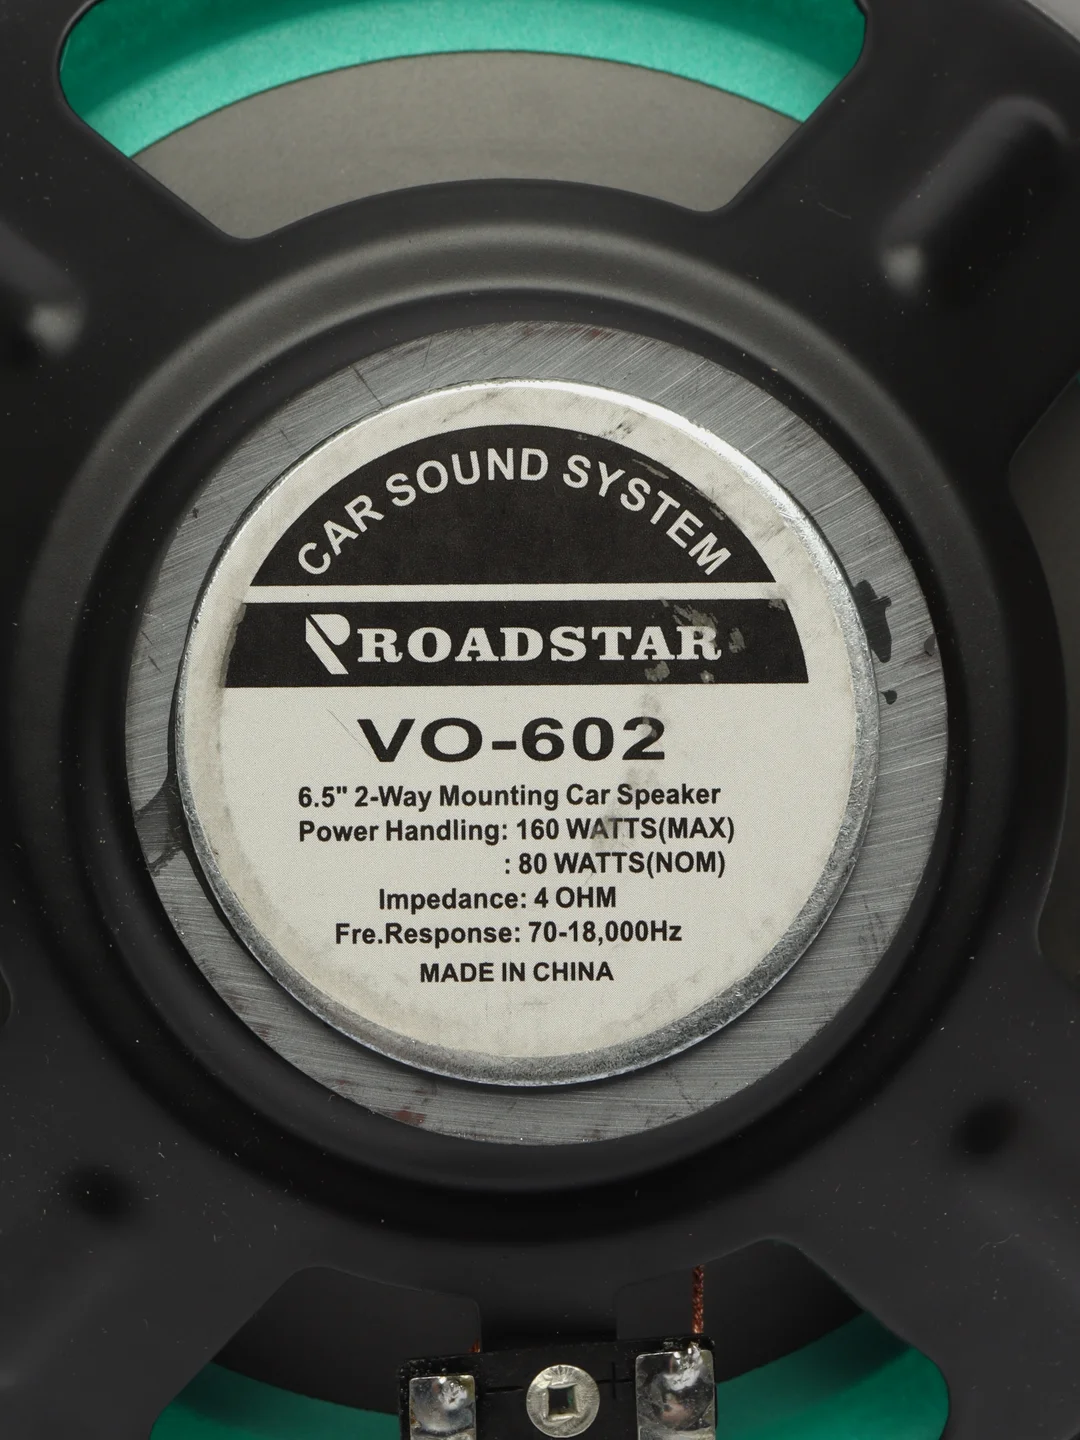 CAR SOUND SYSTEM
ROADSTAR
VO-602
6.5" 2-Way Mounting Car Speaker
Power Handling: 160 WATTS(MAX)
: 80 WATTS(NOM)
Impedance: 4 OHM
Fre.Response: 70-18,000Hz
MADE IN CHINA